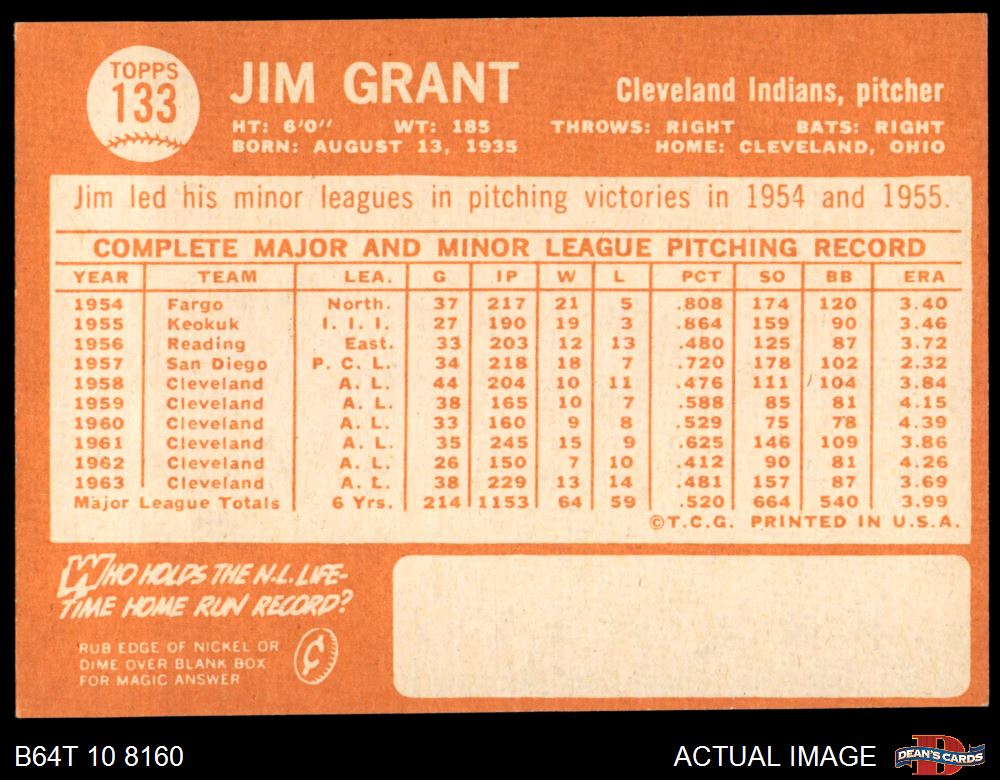 TOPPS
133
JIM GRANT
Cleveland Indians, pitcher
HT: 6'0'' WT: 185 THROWS: RIGHT BATS: RIGHT
BORN: AUGUST 13, 1935 HOME: CLEVELAND, OHIO
Jim led his minor leagues in pitching victories in 1954 and 1955.
COMPLETE MAJOR AND MINOR LEAGUE PITCHING RECORD
YEAR TEAM LEA. G IP W L PCT SO BB ERA
1954 Fargo North. 37 217 21 5 .808 174 120 3.40
1955 Keokuk I. I. I. 27 190 19 3 .864 159 90 3.46
1956 Reading East. 33 203 12 13 .480 125 87 3.72
1957 San Diego P. C. L. 34 218 18 7 .720 178 102 2.32
1958 Cleveland A. L. 44 204 10 11 .476 111 104 3.84
1959 Cleveland A. L. 38 165 10 7 .588 85 81 4.15
1960 Cleveland A. L. 33 160 9 8 .529 75 78 4.39
1961 Cleveland A. L. 35 245 15 9 .625 146 109 3.86
1962 Cleveland A. L. 26 150 7 10 .412 90 81 4.26
1963 Cleveland A. L. 38 229 13 14 .481 157 87 3.69
Major League Totals 6 Yrs. 214 1153 64 59 .520 664 540 3.99
©T.C.G. PRINTED IN U.S.A.
WHO HOLDS THE N.L. LIFE-
TIME HOME RUN RECORD?
RUB EDGE OF NICKEL OR
DIME OVER BLANK BOX
FOR MAGIC ANSWER
¢
B64T 10 8160
ACTUAL IMAGE
DEAN'S CARDS